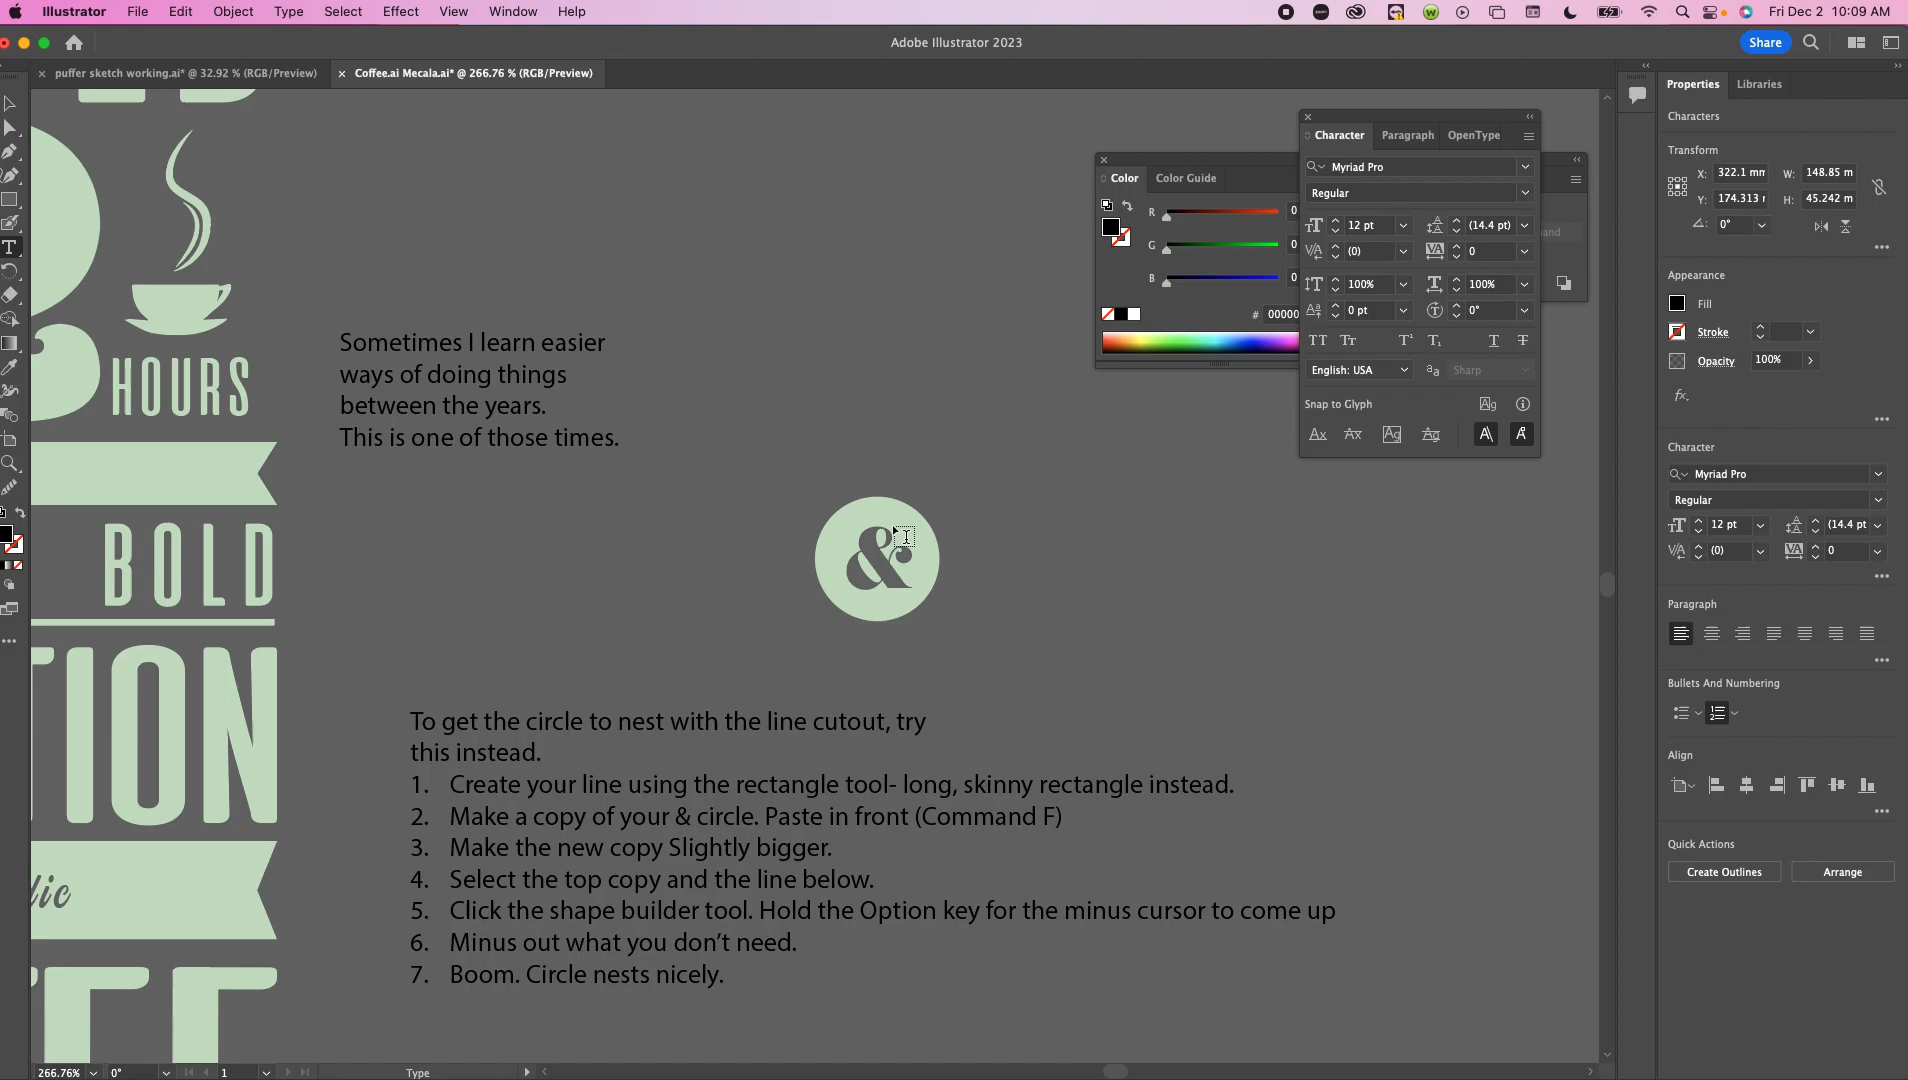 Illustrator File Edit Object Type Select Effect View Window Help
Fri Dec 2 10:09 AM
Adobe Illustrator 2023
Share
puffer sketch working.ai* @ 32.92 % (RGB/Preview)
Coffee.ai Mecala.ai* @ 266.76 % (RGB/Preview)
HOURS
BOLD
TION
lic
Sometimes I learn easier
ways of doing things
between the years.
This is one of those times.
&
To get the circle to nest with the line cutout, try
this instead.
1. Create your line using the rectangle tool- long, skinny rectangle instead.
2. Make a copy of your & circle. Paste in front (Command F)
3. Make the new copy Slightly bigger.
4. Select the top copy and the line below.
5. Click the shape builder tool. Hold the Option key for the minus cursor to come up
6. Minus out what you don’t need.
7. Boom. Circle nests nicely.
Color Color Guide
R 0
G 0
B 0
# 00000
Character Paragraph OpenType
Myriad Pro
Regular
12 pt (14.4 pt)
(0) 0
100% 100%
0 pt 0°
English: USA
Sharp
Snap to Glyph
Properties Libraries
Characters
Transform
X: 322.1 mm W: 148.85 m
Y: 174.313 H: 45.242 m
0°
Appearance
Fill
Stroke
Opacity 100%
Character
Myriad Pro
Regular
12 pt (14.4 pt)
(0) 0
Paragraph
Bullets And Numbering
Align
Quick Actions
Create Outlines Arrange
266.76% 0° 1 Type